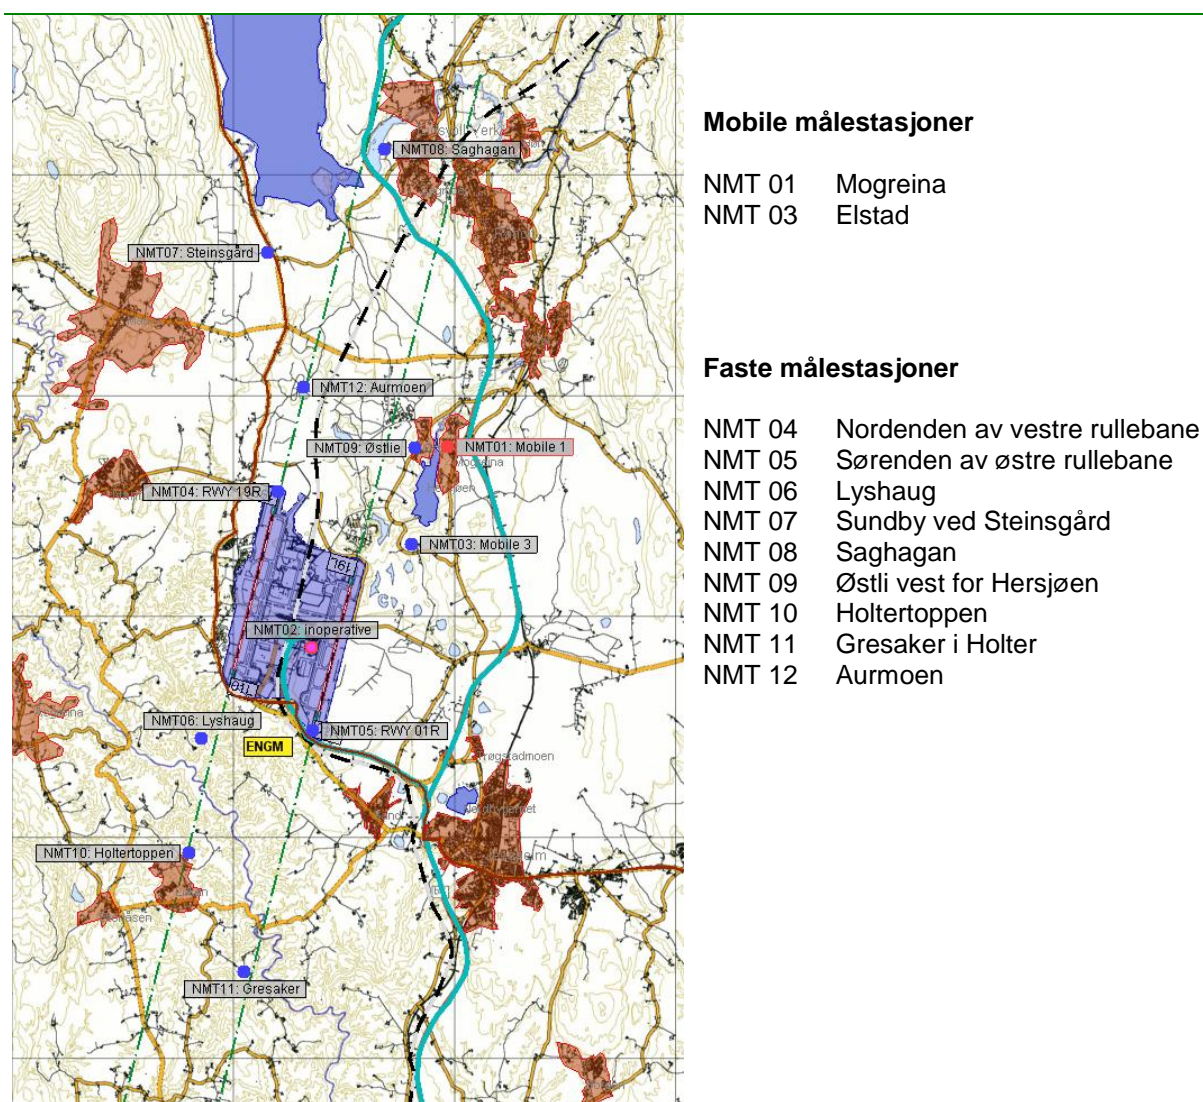 NMT08: Saghagan
NMT07: Steinsgård
NMT12: Aurmoen
NMT09: Østlie
NMT01: Mobile 1
Mogreina
NMT04: RWY 19R
NMT03: Mobile 3
19L
NMT02: inoperative
NMT06: Lyshaug
NMT05: RWY 01R
ENGM
NMT10: Holtertoppen
NMT11: Gresaker
Mobile målestasjoner
NMT 01 Mogreina
NMT 03 Elstad
Faste målestasjoner
NMT 04 Nordenden av vestre rullebane
NMT 05 Sørenden av østre rullebane
NMT 06 Lyshaug
NMT 07 Sundby ved Steinsgård
NMT 08 Saghagan
NMT 09 Østli vest for Hersjøen
NMT 10 Holtertoppen
NMT 11 Gresaker i Holter
NMT 12 Aurmoen